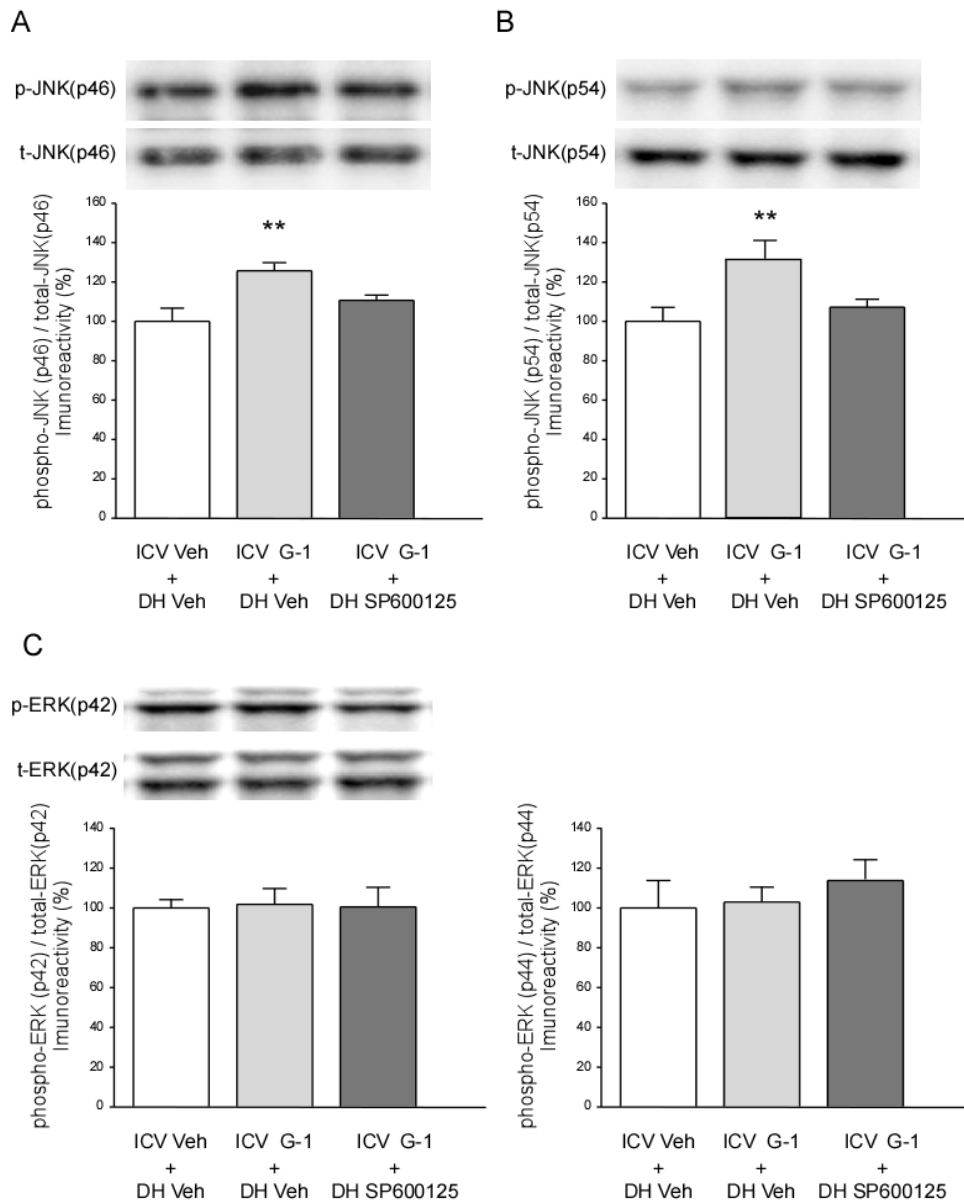 A
p-JNK(p46)
t-JNK(p46)
phospho-JNK (p46) / total-JNK(p46)
Imunoreactivity (%)
160
140
120
100
80
60
40
20
0
**
ICV Veh
+
DH Veh
ICV G-1
+
DH Veh
ICV G-1
+
DH SP600125
B
p-JNK(p54)
t-JNK(p54)
phospho-JNK (p54) / total-JNK(p54)
Imunoreactivity (%)
160
140
120
100
80
60
40
20
0
**
ICV Veh
+
DH Veh
ICV G-1
+
DH Veh
ICV G-1
+
DH SP600125
C
p-ERK(p42)
t-ERK(p42)
phospho-ERK (p42) / total-ERK(p42)
Imunoreactivity (%)
140
120
100
80
60
40
20
0
ICV Veh
+
DH Veh
ICV G-1
+
DH Veh
ICV G-1
+
DH SP600125
phospho-ERK (p44) / total-ERK(p44)
Imunoreactivity (%)
140
120
100
80
60
40
20
0
ICV Veh
+
DH Veh
ICV G-1
+
DH Veh
ICV G-1
+
DH SP600125